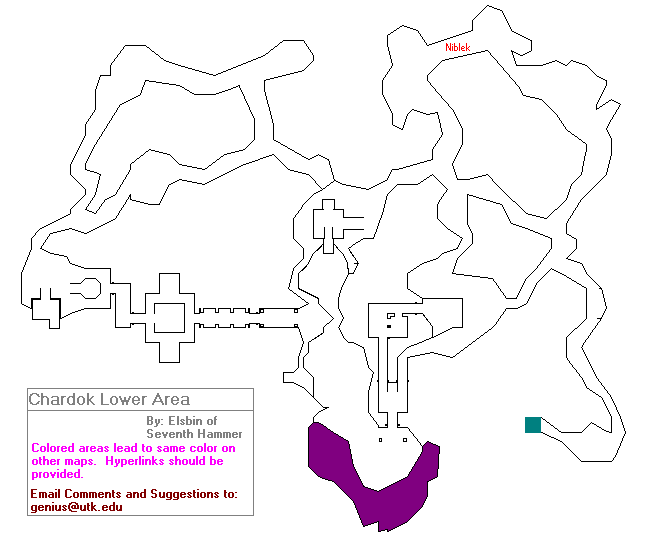 Niblek
Chardok Lower Area
By: Elsbin of
Seventh Hammer
Colored areas lead to same color on
other maps. Hyperlinks should be
provided.
Email Comments and Suggestions to:
genius@utk.edu